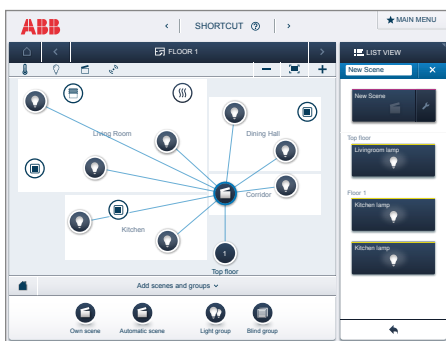 ABB
SHORTCUT ?
MAIN MENU
FLOOR 1
LIST VIEW
New Scene
New Scene
Living Room
Dining Hall
Top floor
Livingroom lamp
Corridor
Floor 1
Kitchen lamp
Kitchen
1
Top floor
Kitchen lamp
Add scenes and groups
Own scene
Automatic scene
Light group
Blind group